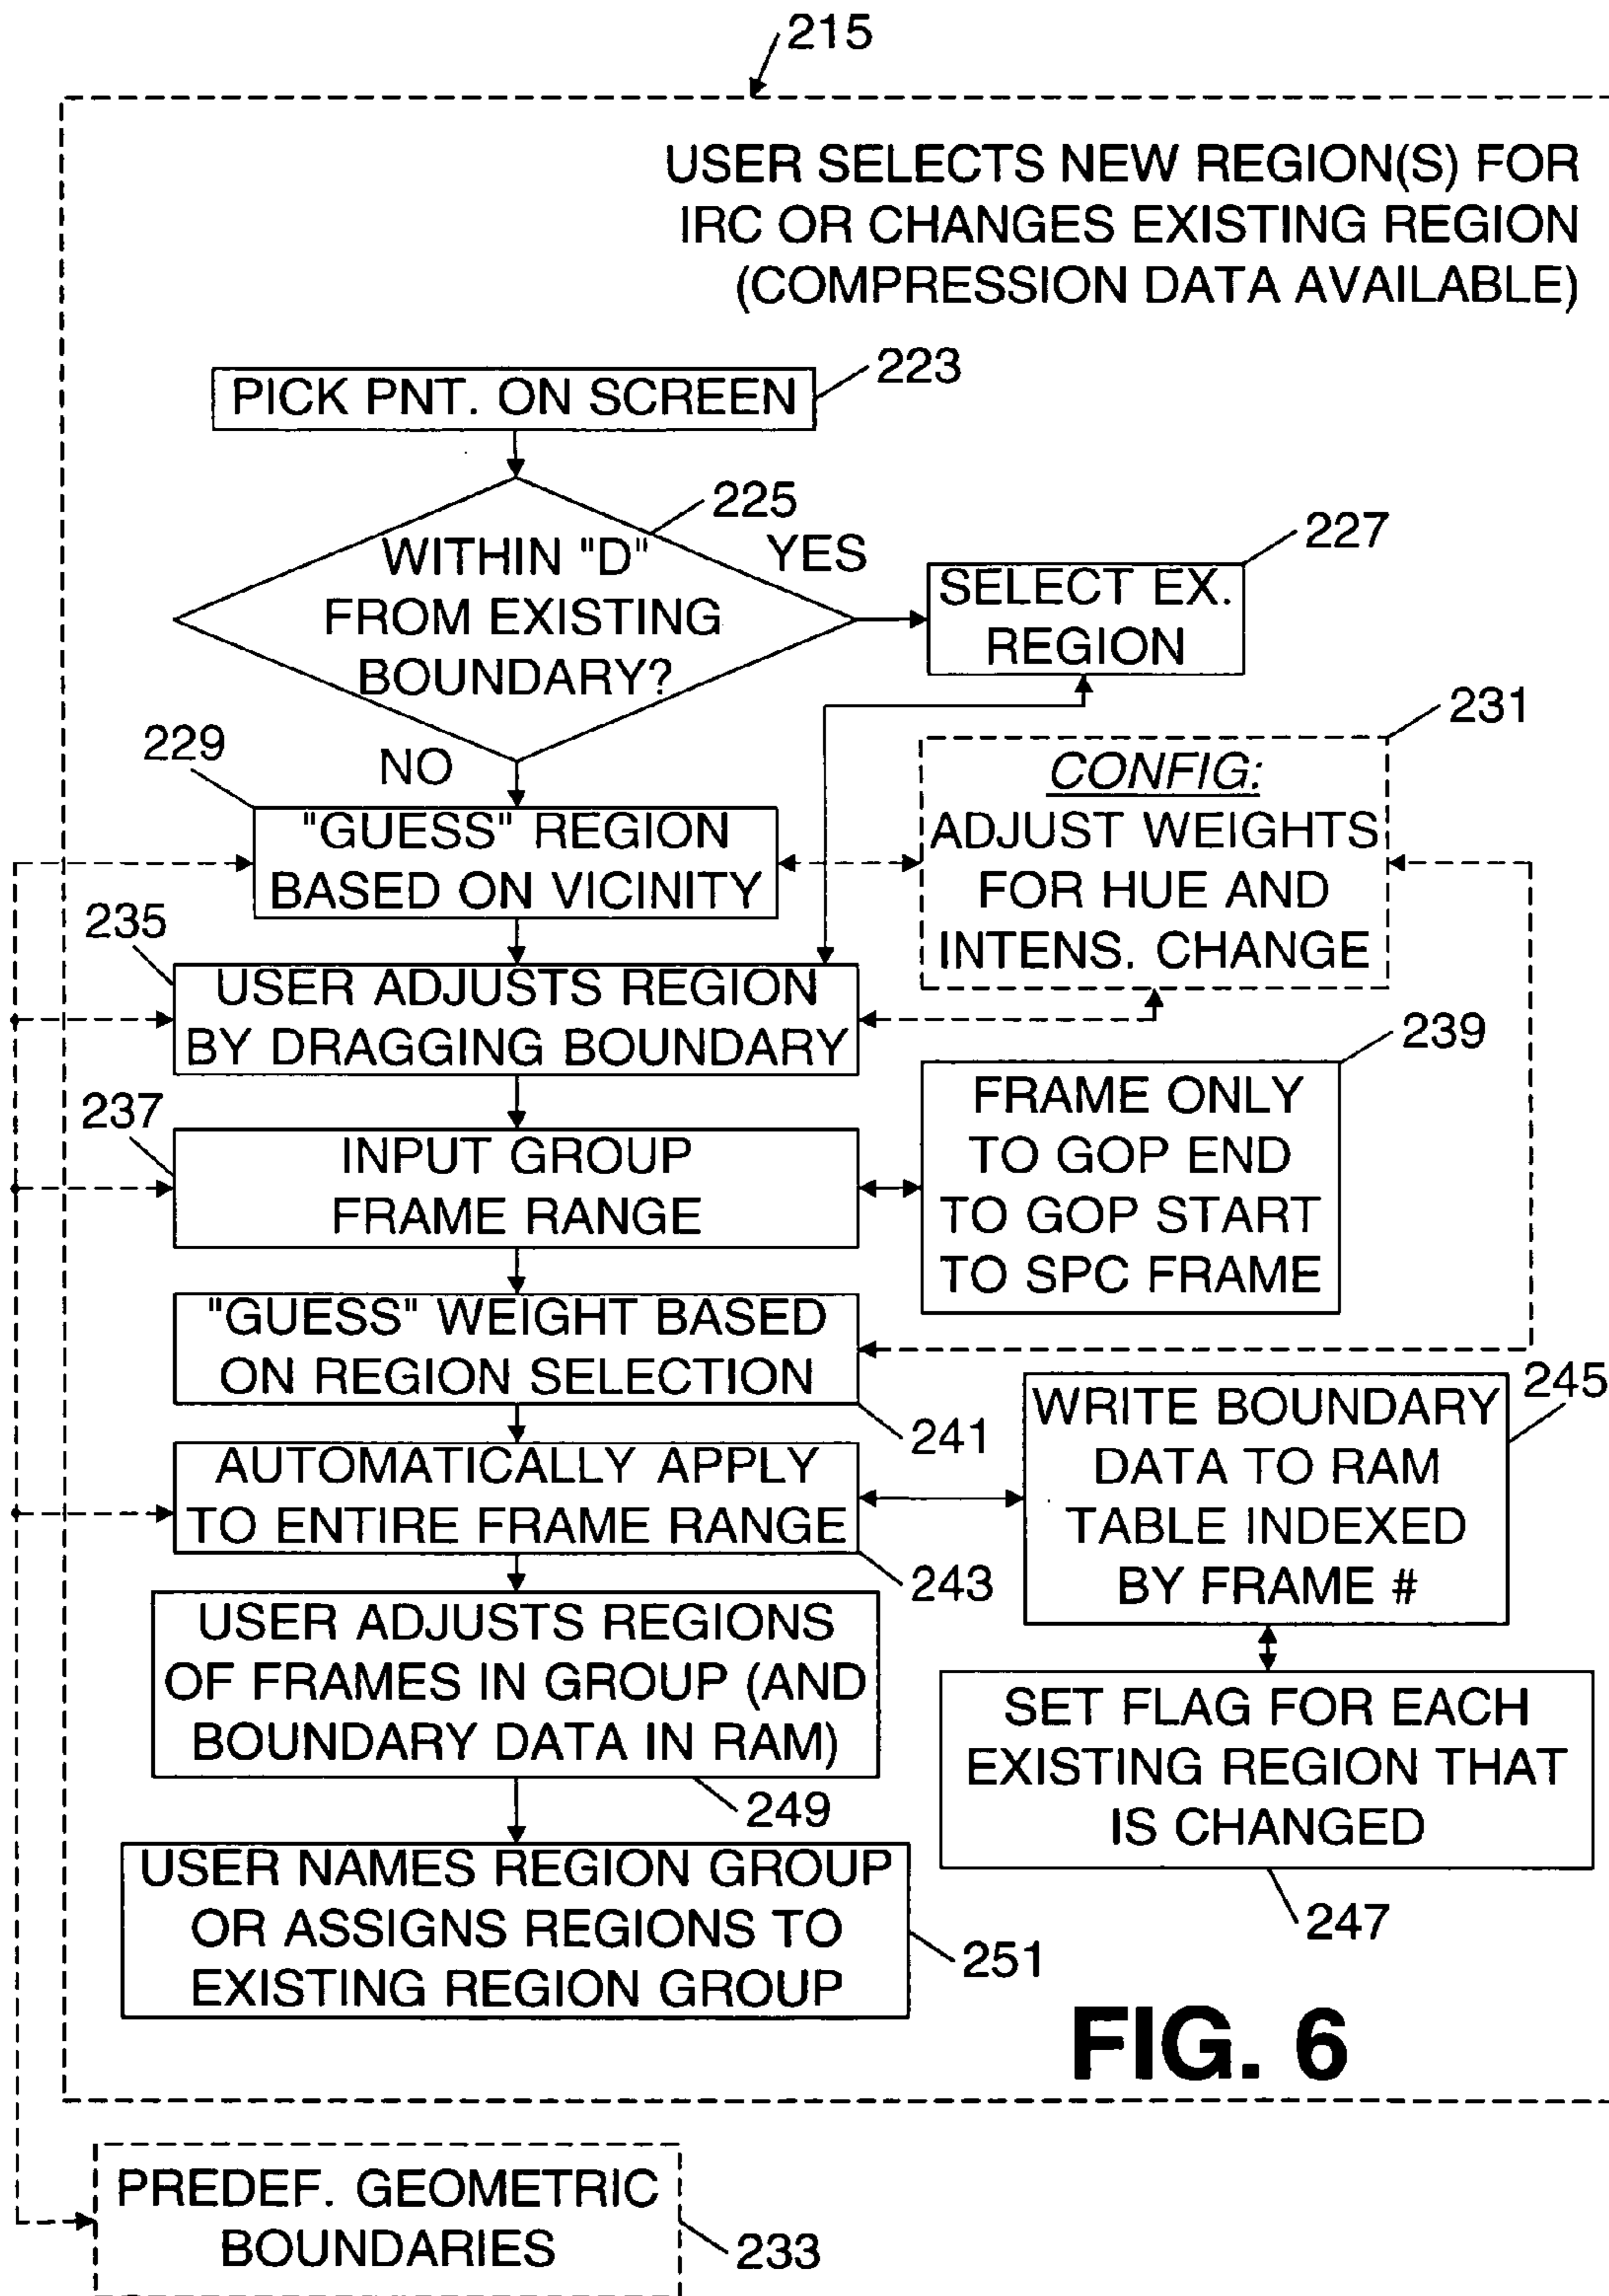 215
USER SELECTS NEW REGION(S) FOR
IRC OR CHANGES EXISTING REGION
(COMPRESSION DATA AVAILABLE)
PICK PNT. ON SCREEN
223
225
WITHIN "D"
FROM EXISTING
BOUNDARY?
YES
227
SELECT EX.
REGION
NO
229
"GUESS" REGION
BASED ON VICINITY
231
CONFIG:
ADJUST WEIGHTS
FOR HUE AND
INTENS. CHANGE
235
USER ADJUSTS REGION
BY DRAGGING BOUNDARY
237
INPUT GROUP
FRAME RANGE
239
FRAME ONLY
TO GOP END
TO GOP START
TO SPC FRAME
"GUESS" WEIGHT BASED
ON REGION SELECTION
241
AUTOMATICALLY APPLY
TO ENTIRE FRAME RANGE
243
245
WRITE BOUNDARY
DATA TO RAM
TABLE INDEXED
BY FRAME #
USER ADJUSTS REGIONS
OF FRAMES IN GROUP (AND
BOUNDARY DATA IN RAM)
249
SET FLAG FOR EACH
EXISTING REGION THAT
IS CHANGED
247
USER NAMES REGION GROUP
OR ASSIGNS REGIONS TO
EXISTING REGION GROUP
251
FIG. 6
PREDEF. GEOMETRIC
BOUNDARIES
233